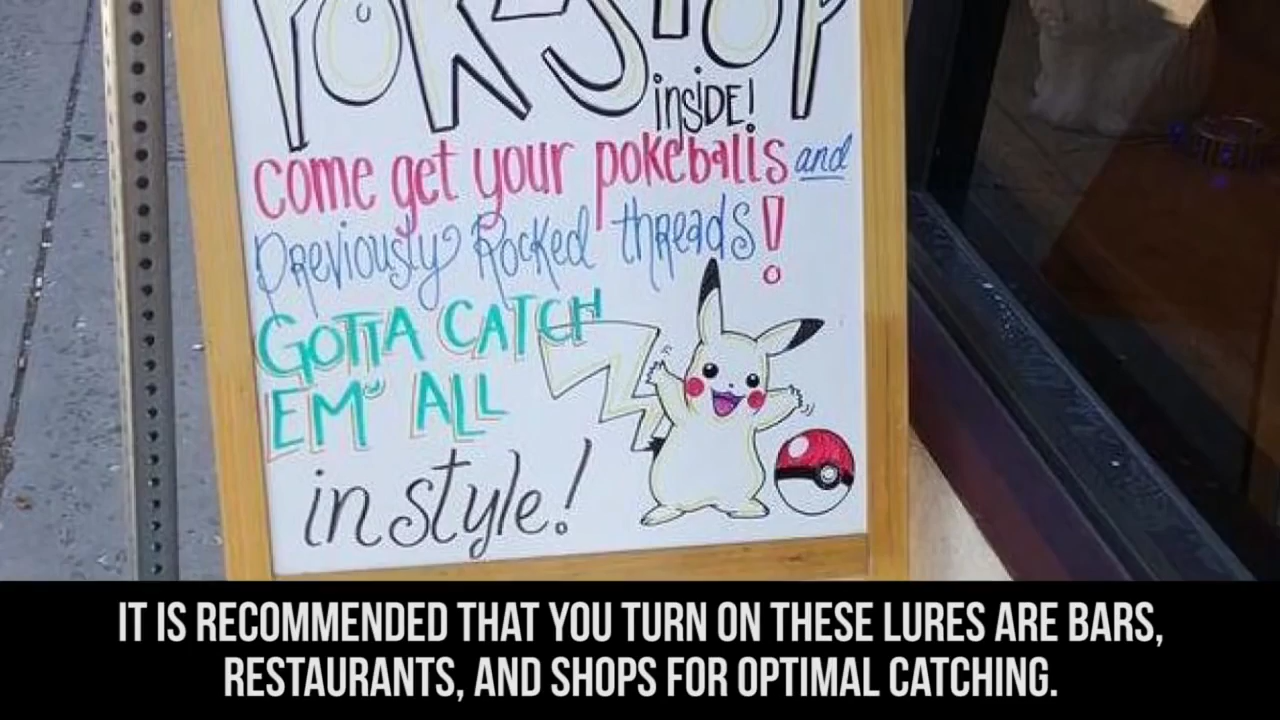 POKéSTOP
inSiDE!
come get your pokeballs and
Previously Rocked threads!
GOTTA CATCH
EM' ALL
in style!
IT IS RECOMMENDED THAT YOU TURN ON THESE LURES ARE BARS,
RESTAURANTS, AND SHOPS FOR OPTIMAL CATCHING.